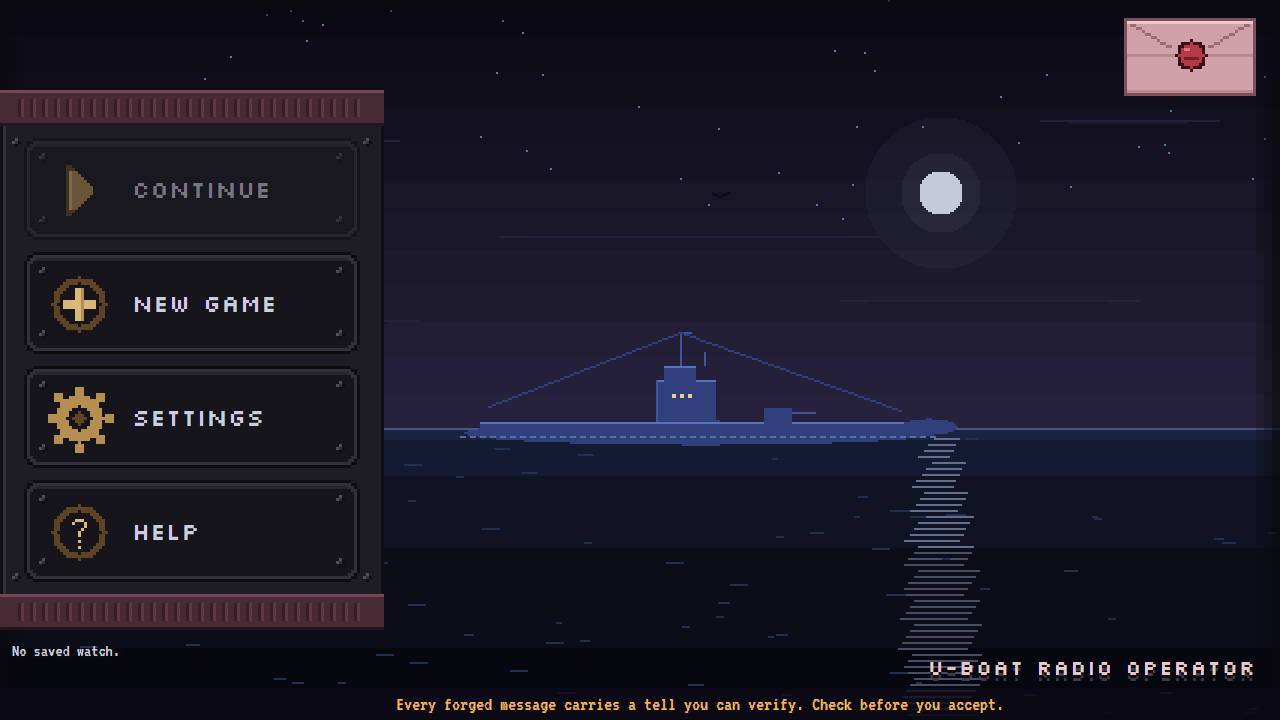 CONTINUE
NEW GAME
SETTINGS
HELP
No saved watch.
U-BOAT RADIO OPERATOR
Every forged message carries a tell you can verify. Check before you accept.